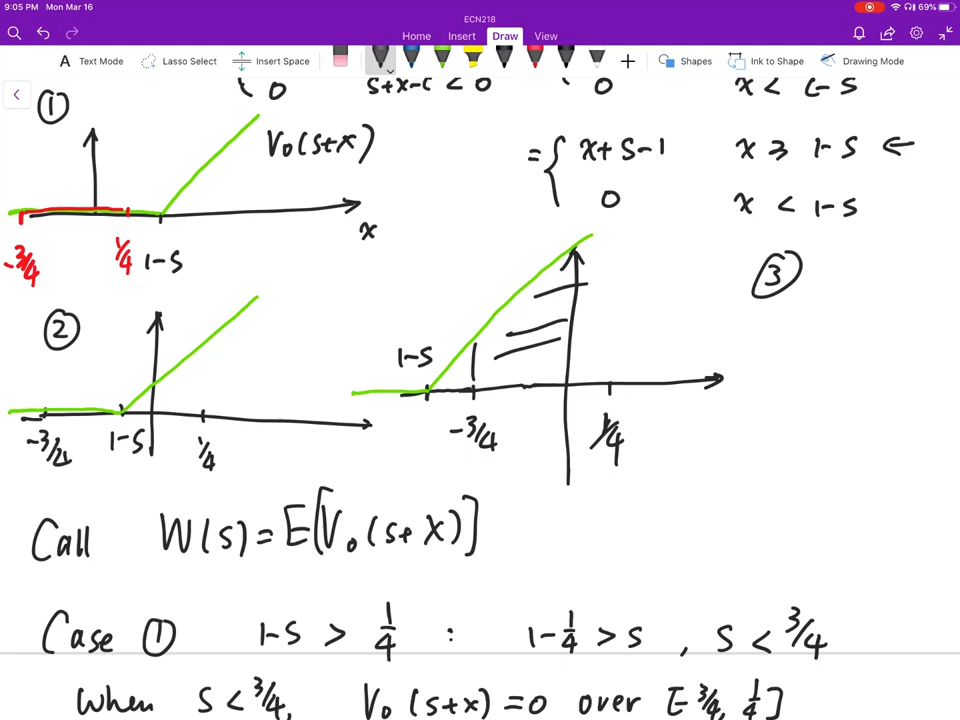 9:05 PM Mon Mar 16
69%
ECN218
Home Insert Draw View
Text Mode Lasso Select Insert Space Shapes Ink to Shape Drawing Mode
0 s+x-1 < 0 0 x < 1-s
①
V₀(s+x)
= { x+s-1 x ≥ 1-s ←
0 x < 1-s
x
-3/4 1/4 1-s
③
②
1-s
-3/4 1-s 1/4
-3/4 1/4
Call W(s) = E[V₀(s+X)]
Case ① 1-s > 1/4 : 1-1/4 > s , s < 3/4
When s < 3/4, V₀(s+x) = 0 over [-3/4, 1/4]